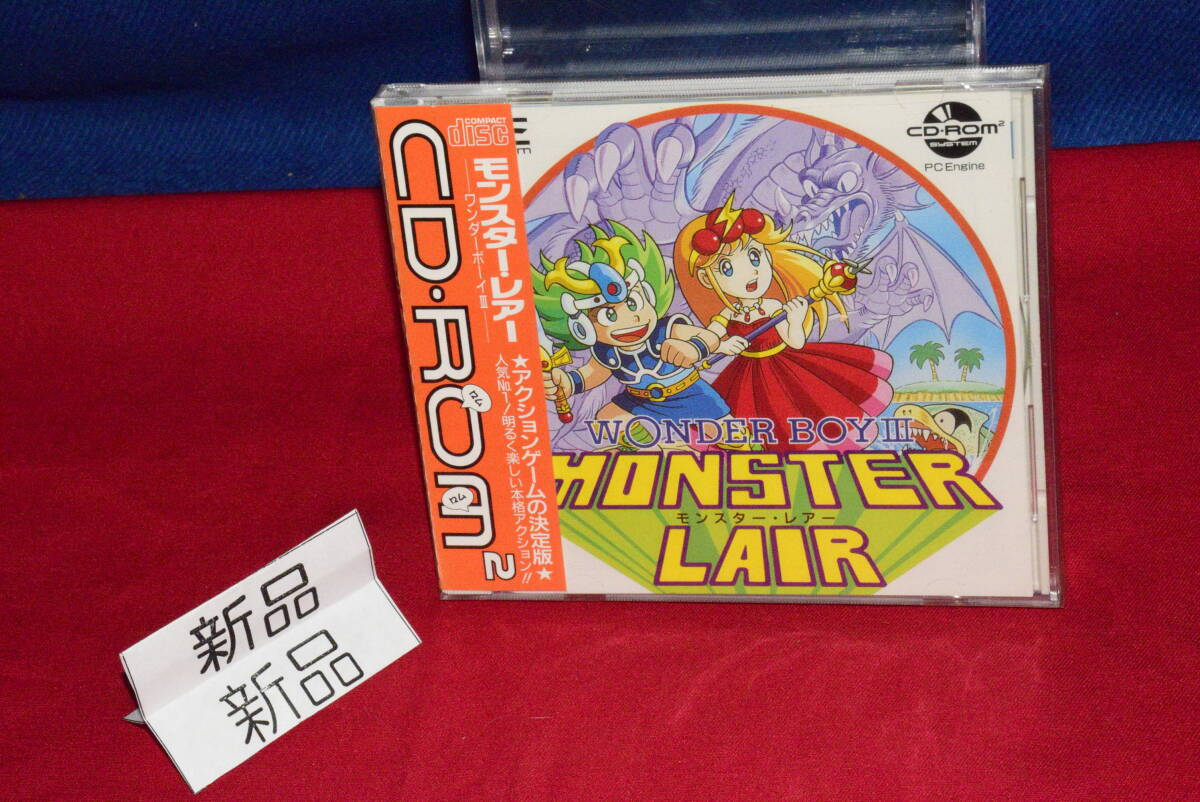 COMPACT
disc
CD・ROM2
ロム
ロム
モンスター・レアー
ワンダーボーイIII
★アクションゲームの決定版★
人気No.1!明るく楽しい本格アクション!!
CD・ROM2
SYSTEM
PC Engine
WONDER BOY III
MONSTER
モンスター・レアー
LAIR
新品
新品